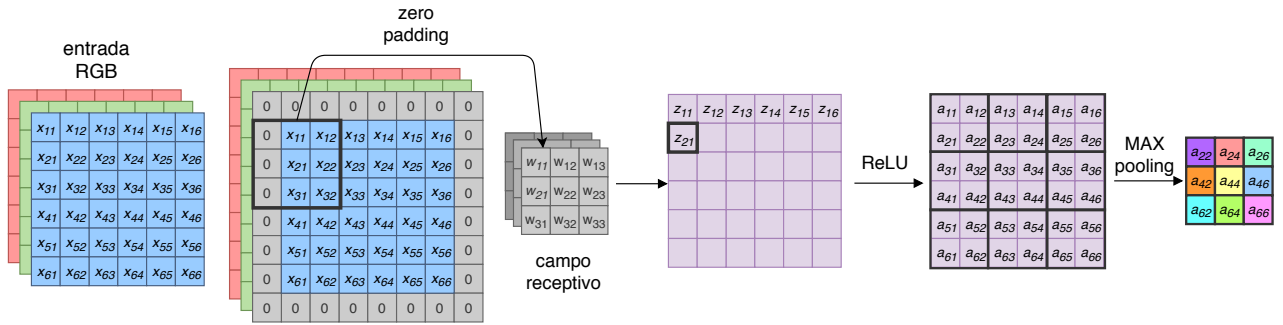 entrada
RGB
x11 x12 x13 x14 x15 x16
x21 x22 x23 x24 x25 x26
x31 x32 x33 x34 x35 x36
x41 x42 x43 x44 x45 x46
x51 x52 x53 x54 x55 x56
x61 x62 x63 x64 x65 x66
zero
padding
0 0 0 0 0 0 0 0
0 x11 x12 x13 x14 x15 x16 0
0 x21 x22 x23 x24 x25 x26 0
0 x31 x32 x33 x34 x35 x36 0
0 x41 x42 x43 x44 x45 x46 0
0 x51 x52 x53 x54 x55 x56 0
0 x61 x62 x63 x64 x65 x66 0
0 0 0 0 0 0 0 0
w11 w12 w13
w21 w22 w23
w31 w32 w33
campo
receptivo
z11 z12 z13 z14 z15 z16
z21
ReLU
a11 a12 a13 a14 a15 a16
a21 a22 a23 a24 a25 a26
a31 a32 a33 a34 a35 a36
a41 a42 a43 a44 a45 a46
a51 a52 a53 a54 a55 a56
a61 a62 a63 a64 a65 a66
MAX
pooling
a22 a24 a26
a42 a44 a46
a62 a64 a66